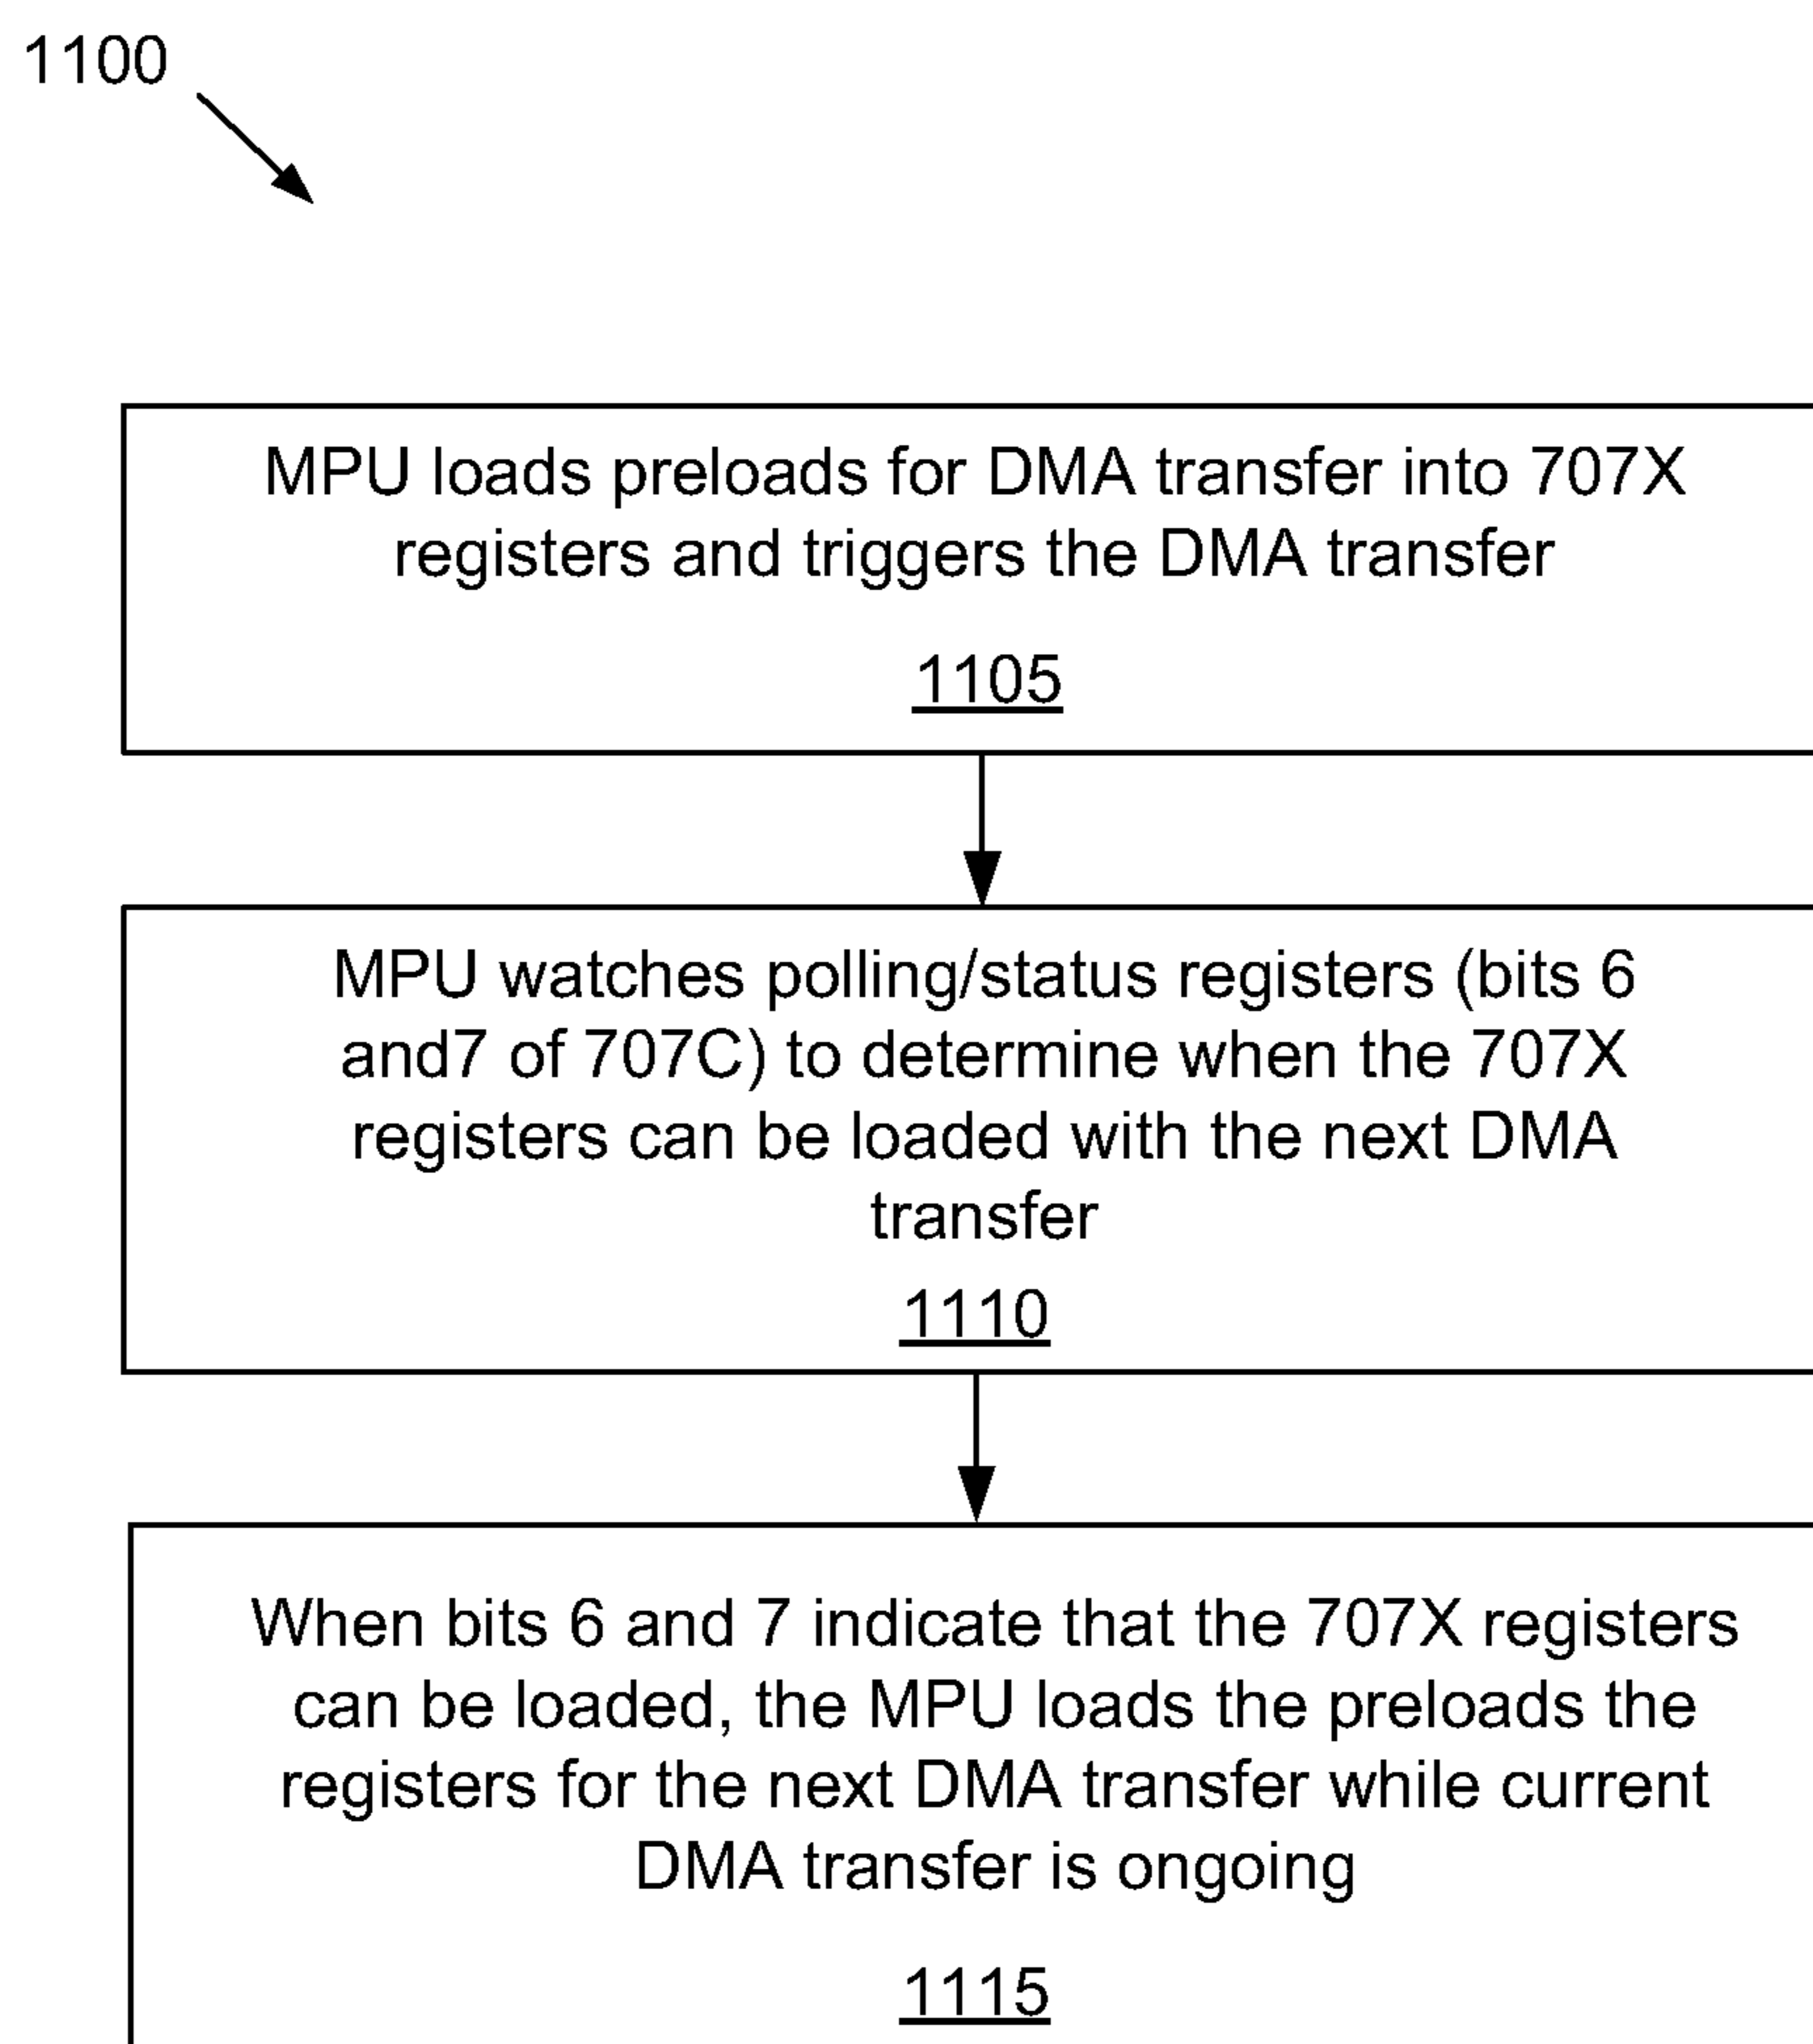 1100
MPU loads preloads for DMA transfer into 707X
registers and triggers the DMA transfer
1105
MPU watches polling/status registers (bits 6
and7 of 707C) to determine when the 707X
registers can be loaded with the next DMA
transfer
1110
When bits 6 and 7 indicate that the 707X registers
can be loaded, the MPU loads the preloads the
registers for the next DMA transfer while current
DMA transfer is ongoing
1115